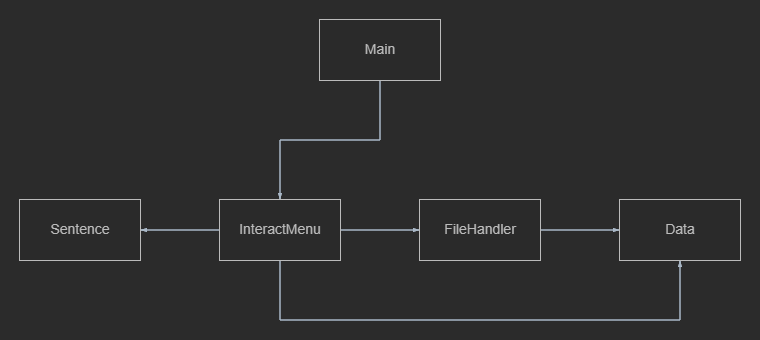 Main
Sentence
InteractMenu
FileHandler
Data